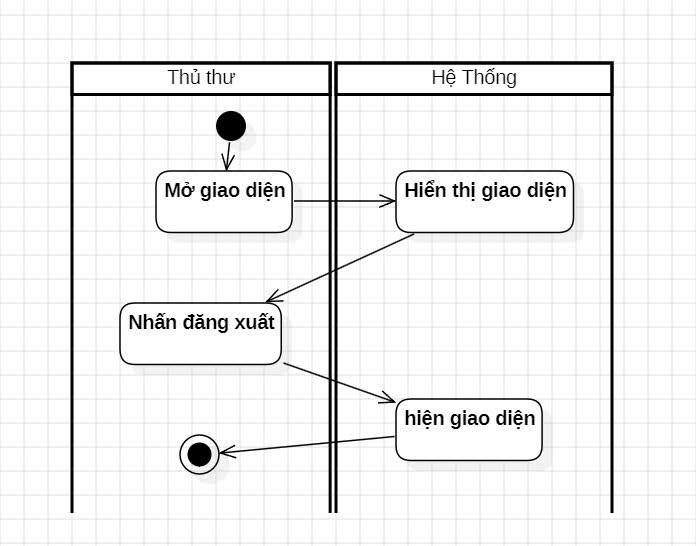 Thủ thư
Hệ Thống
Mở giao diện
Hiển thị giao diện
Nhấn đăng xuất
hiện giao diện